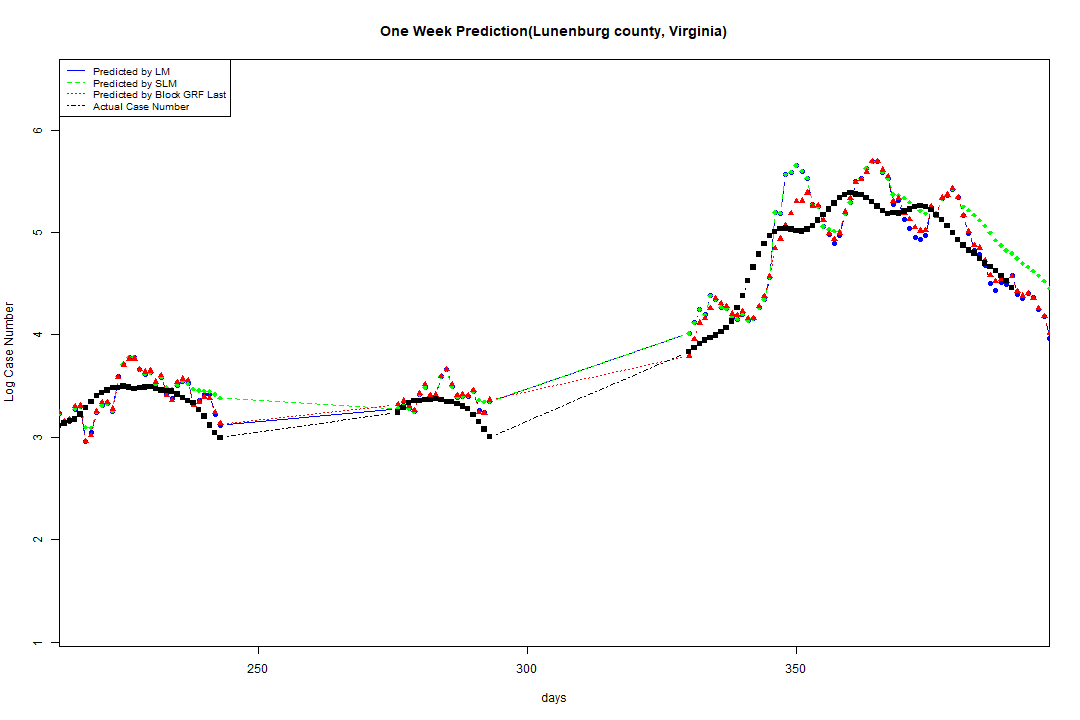 One Week Prediction(Lunenburg county, Virginia)
Predicted by LM
Predicted by SLM
Predicted by Block GRF Last
Actual Case Number
6
5
4
3
2
1
Log Case Number
250 300 350
days